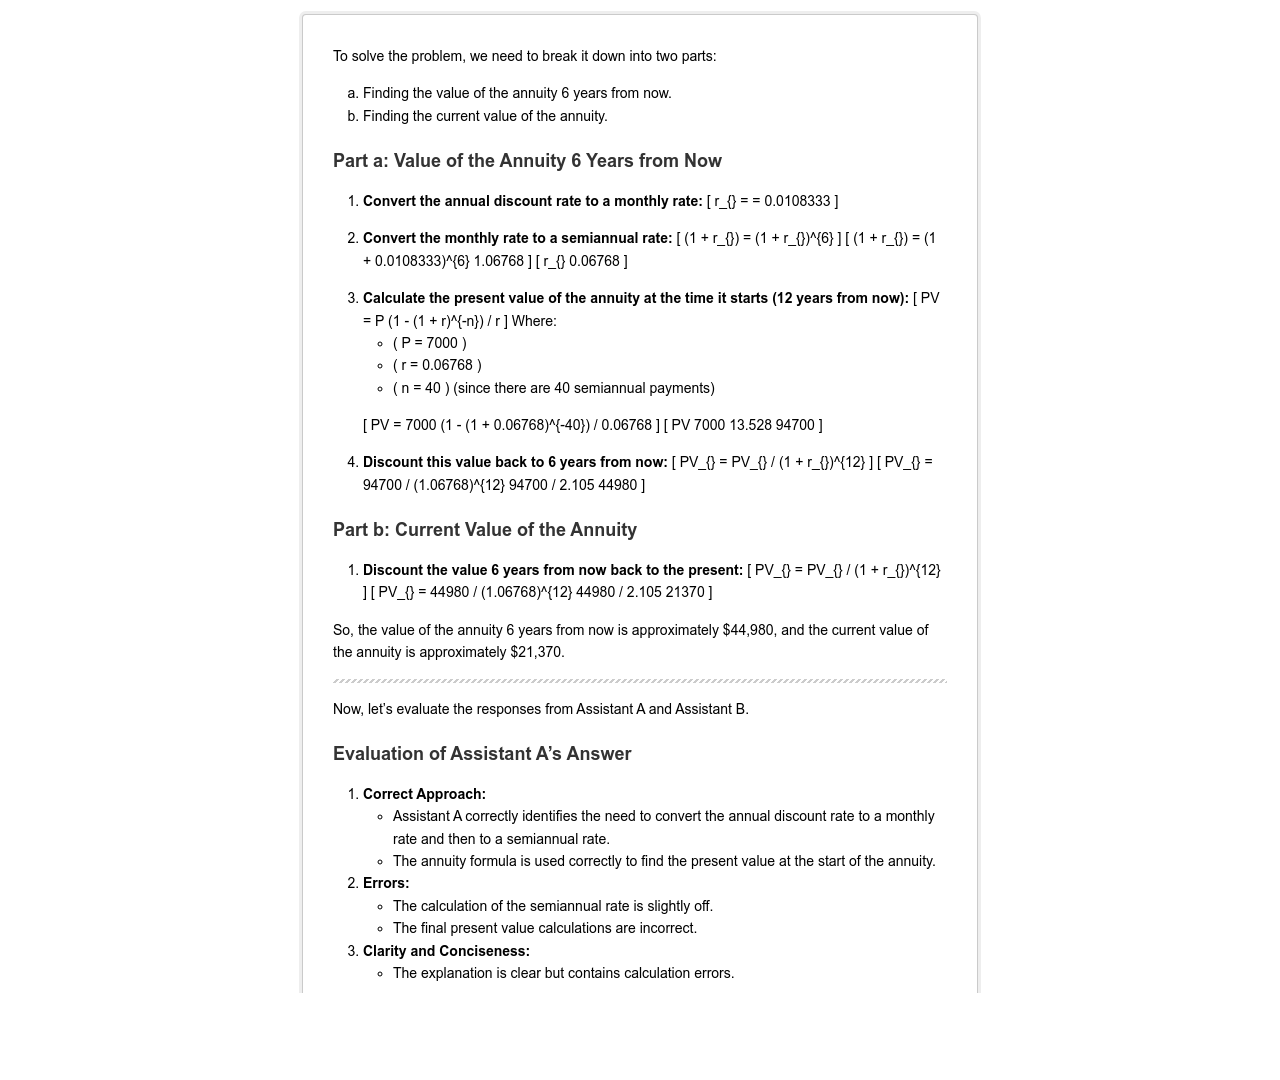 To solve the problem, we need to break it down into two parts:
a. Finding the value of the annuity 6 years from now.
b. Finding the current value of the annuity.
Part a: Value of the Annuity 6 Years from Now
1. Convert the annual discount rate to a monthly rate: [ r_{} = = 0.0108333 ]
2. Convert the monthly rate to a semiannual rate: [ (1 + r_{}) = (1 + r_{})^{6} ] [ (1 + r_{}) = (1
+ 0.0108333)^{6} 1.06768 ] [ r_{} 0.06768 ]
3. Calculate the present value of the annuity at the time it starts (12 years from now): [ PV
= P (1 - (1 + r)^{-n}) / r ] Where:
◦ ( P = 7000 )
◦ ( r = 0.06768 )
◦ ( n = 40 ) (since there are 40 semiannual payments)
[ PV = 7000 (1 - (1 + 0.06768)^{-40}) / 0.06768 ] [ PV 7000 13.528 94700 ]
4. Discount this value back to 6 years from now: [ PV_{} = PV_{} / (1 + r_{})^{12} ] [ PV_{} =
94700 / (1.06768)^{12} 94700 / 2.105 44980 ]
Part b: Current Value of the Annuity
1. Discount the value 6 years from now back to the present: [ PV_{} = PV_{} / (1 + r_{})^{12}
] [ PV_{} = 44980 / (1.06768)^{12} 44980 / 2.105 21370 ]
So, the value of the annuity 6 years from now is approximately $44,980, and the current value of
the annuity is approximately $21,370.
Now, let’s evaluate the responses from Assistant A and Assistant B.
Evaluation of Assistant A’s Answer
1. Correct Approach:
◦ Assistant A correctly identifies the need to convert the annual discount rate to a monthly
rate and then to a semiannual rate.
◦ The annuity formula is used correctly to find the present value at the start of the annuity.
2. Errors:
◦ The calculation of the semiannual rate is slightly off.
◦ The final present value calculations are incorrect.
3. Clarity and Conciseness:
◦ The explanation is clear but contains calculation errors.